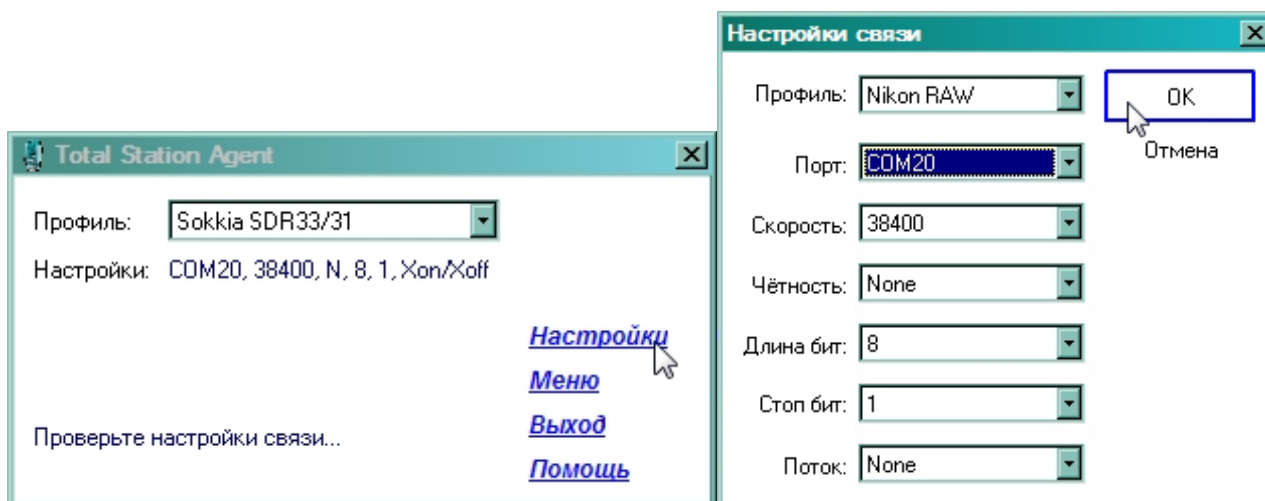 Total Station Agent
Профиль: Sokkia SDR33/31
Настройки: COM20, 38400, N, 8, 1, Xon/Xoff
Настройки
Меню
Выход
Проверьте настройки связи...
Помощь
Настройки связи
Профиль: Nikon RAW
OK
Порт: COM20
Отмена
Скорость: 38400
Чётность: None
Длина бит: 8
Стоп бит: 1
Поток: None